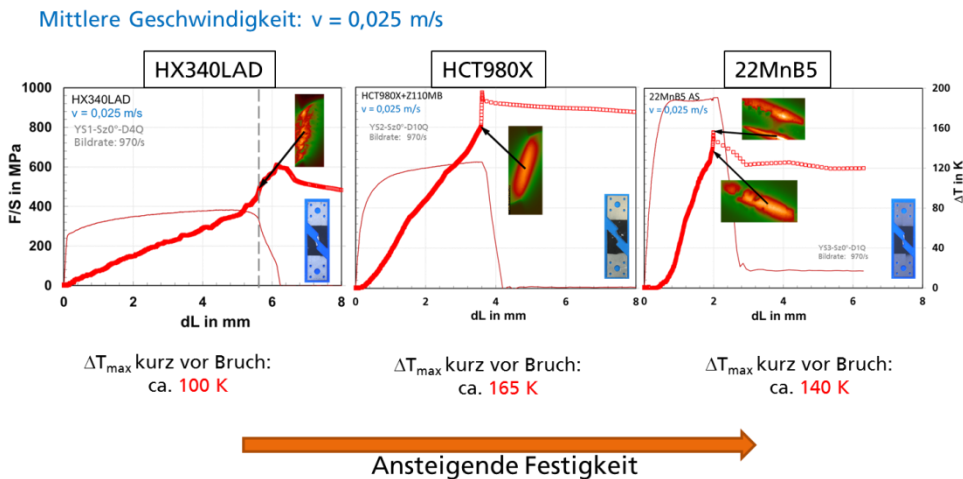 Mittlere Geschwindigkeit: v = 0,025 m/s
HX340LAD
HCT980X
22MnB5
1000
800
600
400
200
0
F/S in MPa
HX340LAD
v = 0,025 m/s
YS1-Sz0°-D4Q
Bildrate: 970/s
0 2 4 6 8
dL in mm
HCT980X+Z110MB
v = 0,025 m/s
YS2-Sz0°-D10Q
Bildrate: 970/s
0 2 4 6 8
dL in mm
22MnB5 AS
v = 0,025 m/s
YS3-Sz0°-D1Q
Bildrate: 970/s
0 2 4 6 8
dL in mm
200
160
120
80
40
0
ΔT in K
ΔTmax kurz vor Bruch:
ca. 100 K
ΔTmax kurz vor Bruch:
ca. 165 K
ΔTmax kurz vor Bruch:
ca. 140 K
Ansteigende Festigkeit